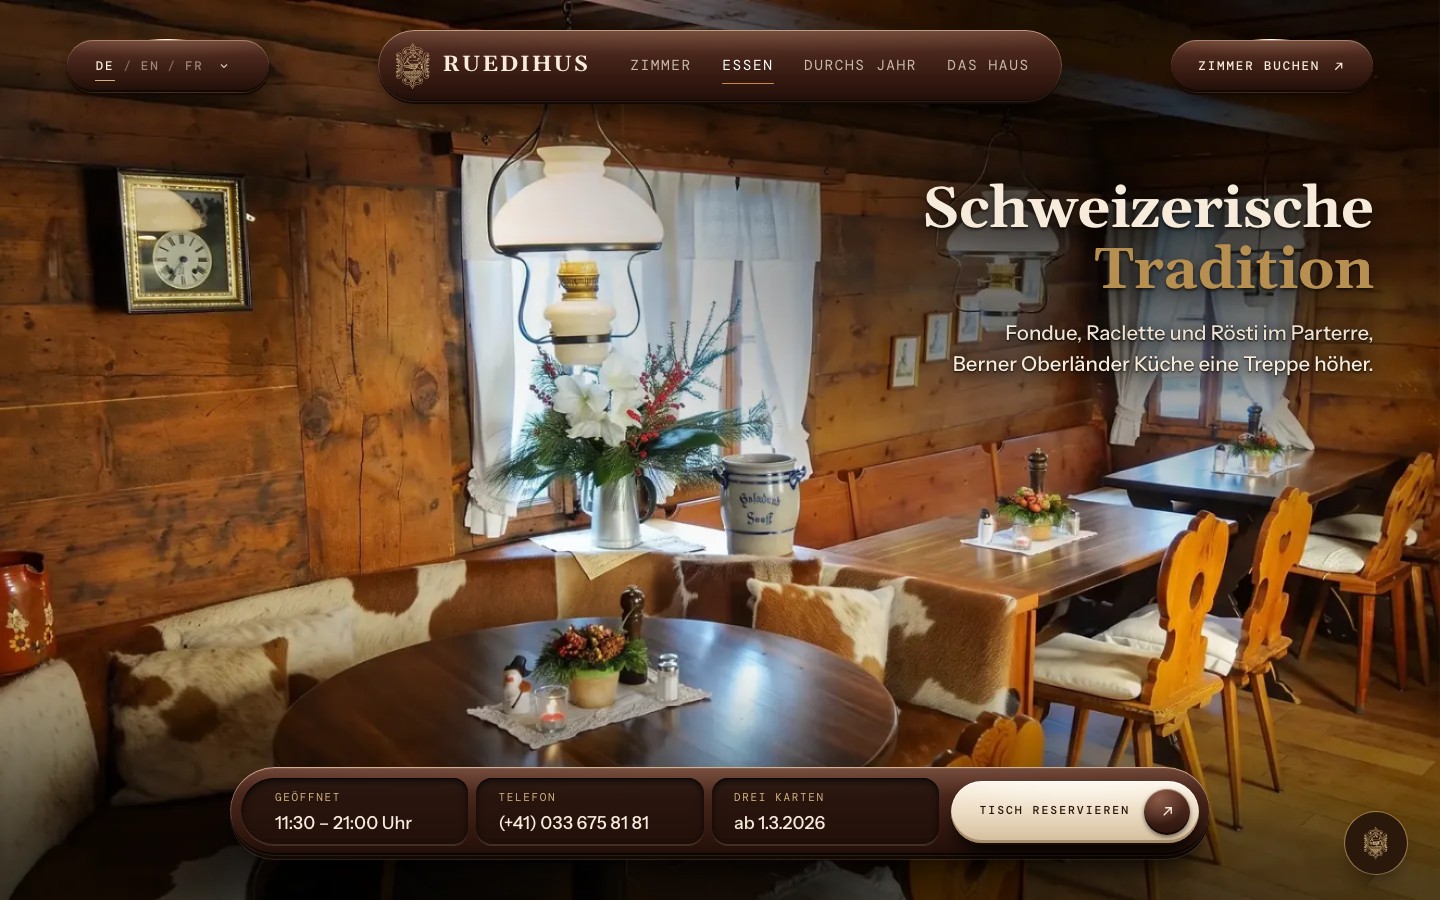 DE / EN / FR
RUEDIHUS
ZIMMER
ESSEN
DURCHS JAHR
DAS HAUS
ZIMMER BUCHEN
Schweizerische
Tradition
Fondue, Raclette und Rösti im Parterre,
Berner Oberländer Küche eine Treppe höher.
GEÖFFNET
11:30 – 21:00 Uhr
TELEFON
(+41) 033 675 81 81
DREI KARTEN
ab 1.3.2026
TISCH RESERVIEREN